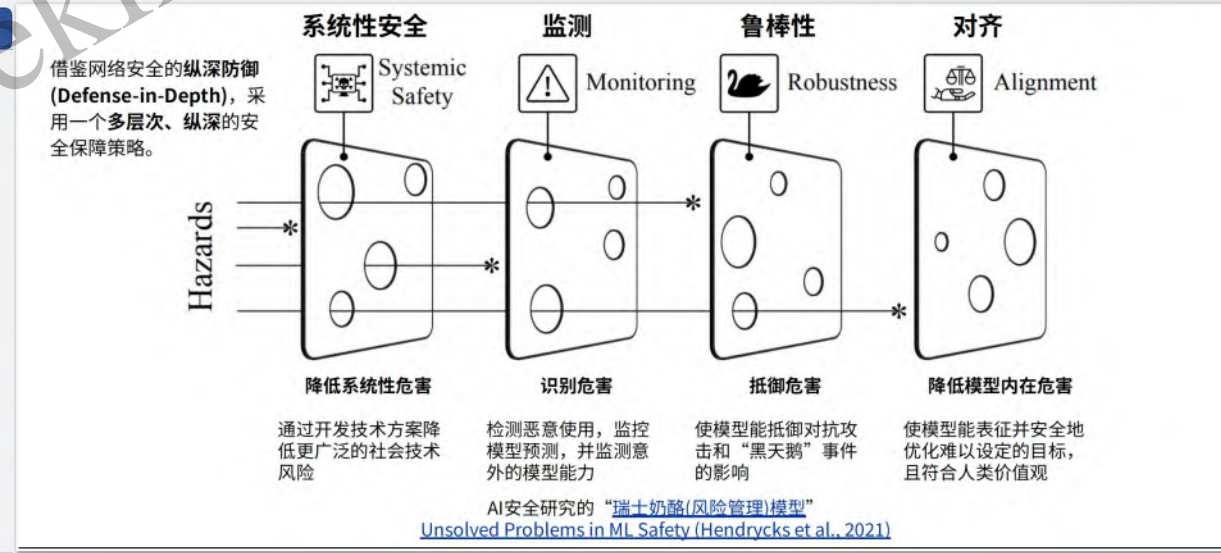 系统性安全
监测
鲁棒性
对齐
借鉴网络安全的纵深防御
(Defense-in-Depth)，采
用一个多层次、纵深的安
全保障策略。
Systemic
Safety
Monitoring
Robustness
Alignment
Hazards
降低系统性危害
识别危害
抵御危害
降低模型内在危害
通过开发技术方案降
低更广泛的社会技术
风险
检测恶意使用，监控
模型预测，并监测意
外的模型能力
使模型能抵御对抗攻
击和“黑天鹅”事件
的影响
使模型能表征并安全地
优化难以设定的目标，
且符合人类价值观
AI安全研究的“瑞士奶酪(风险管理)模型”
Unsolved Problems in ML Safety (Hendrycks et al., 2021)